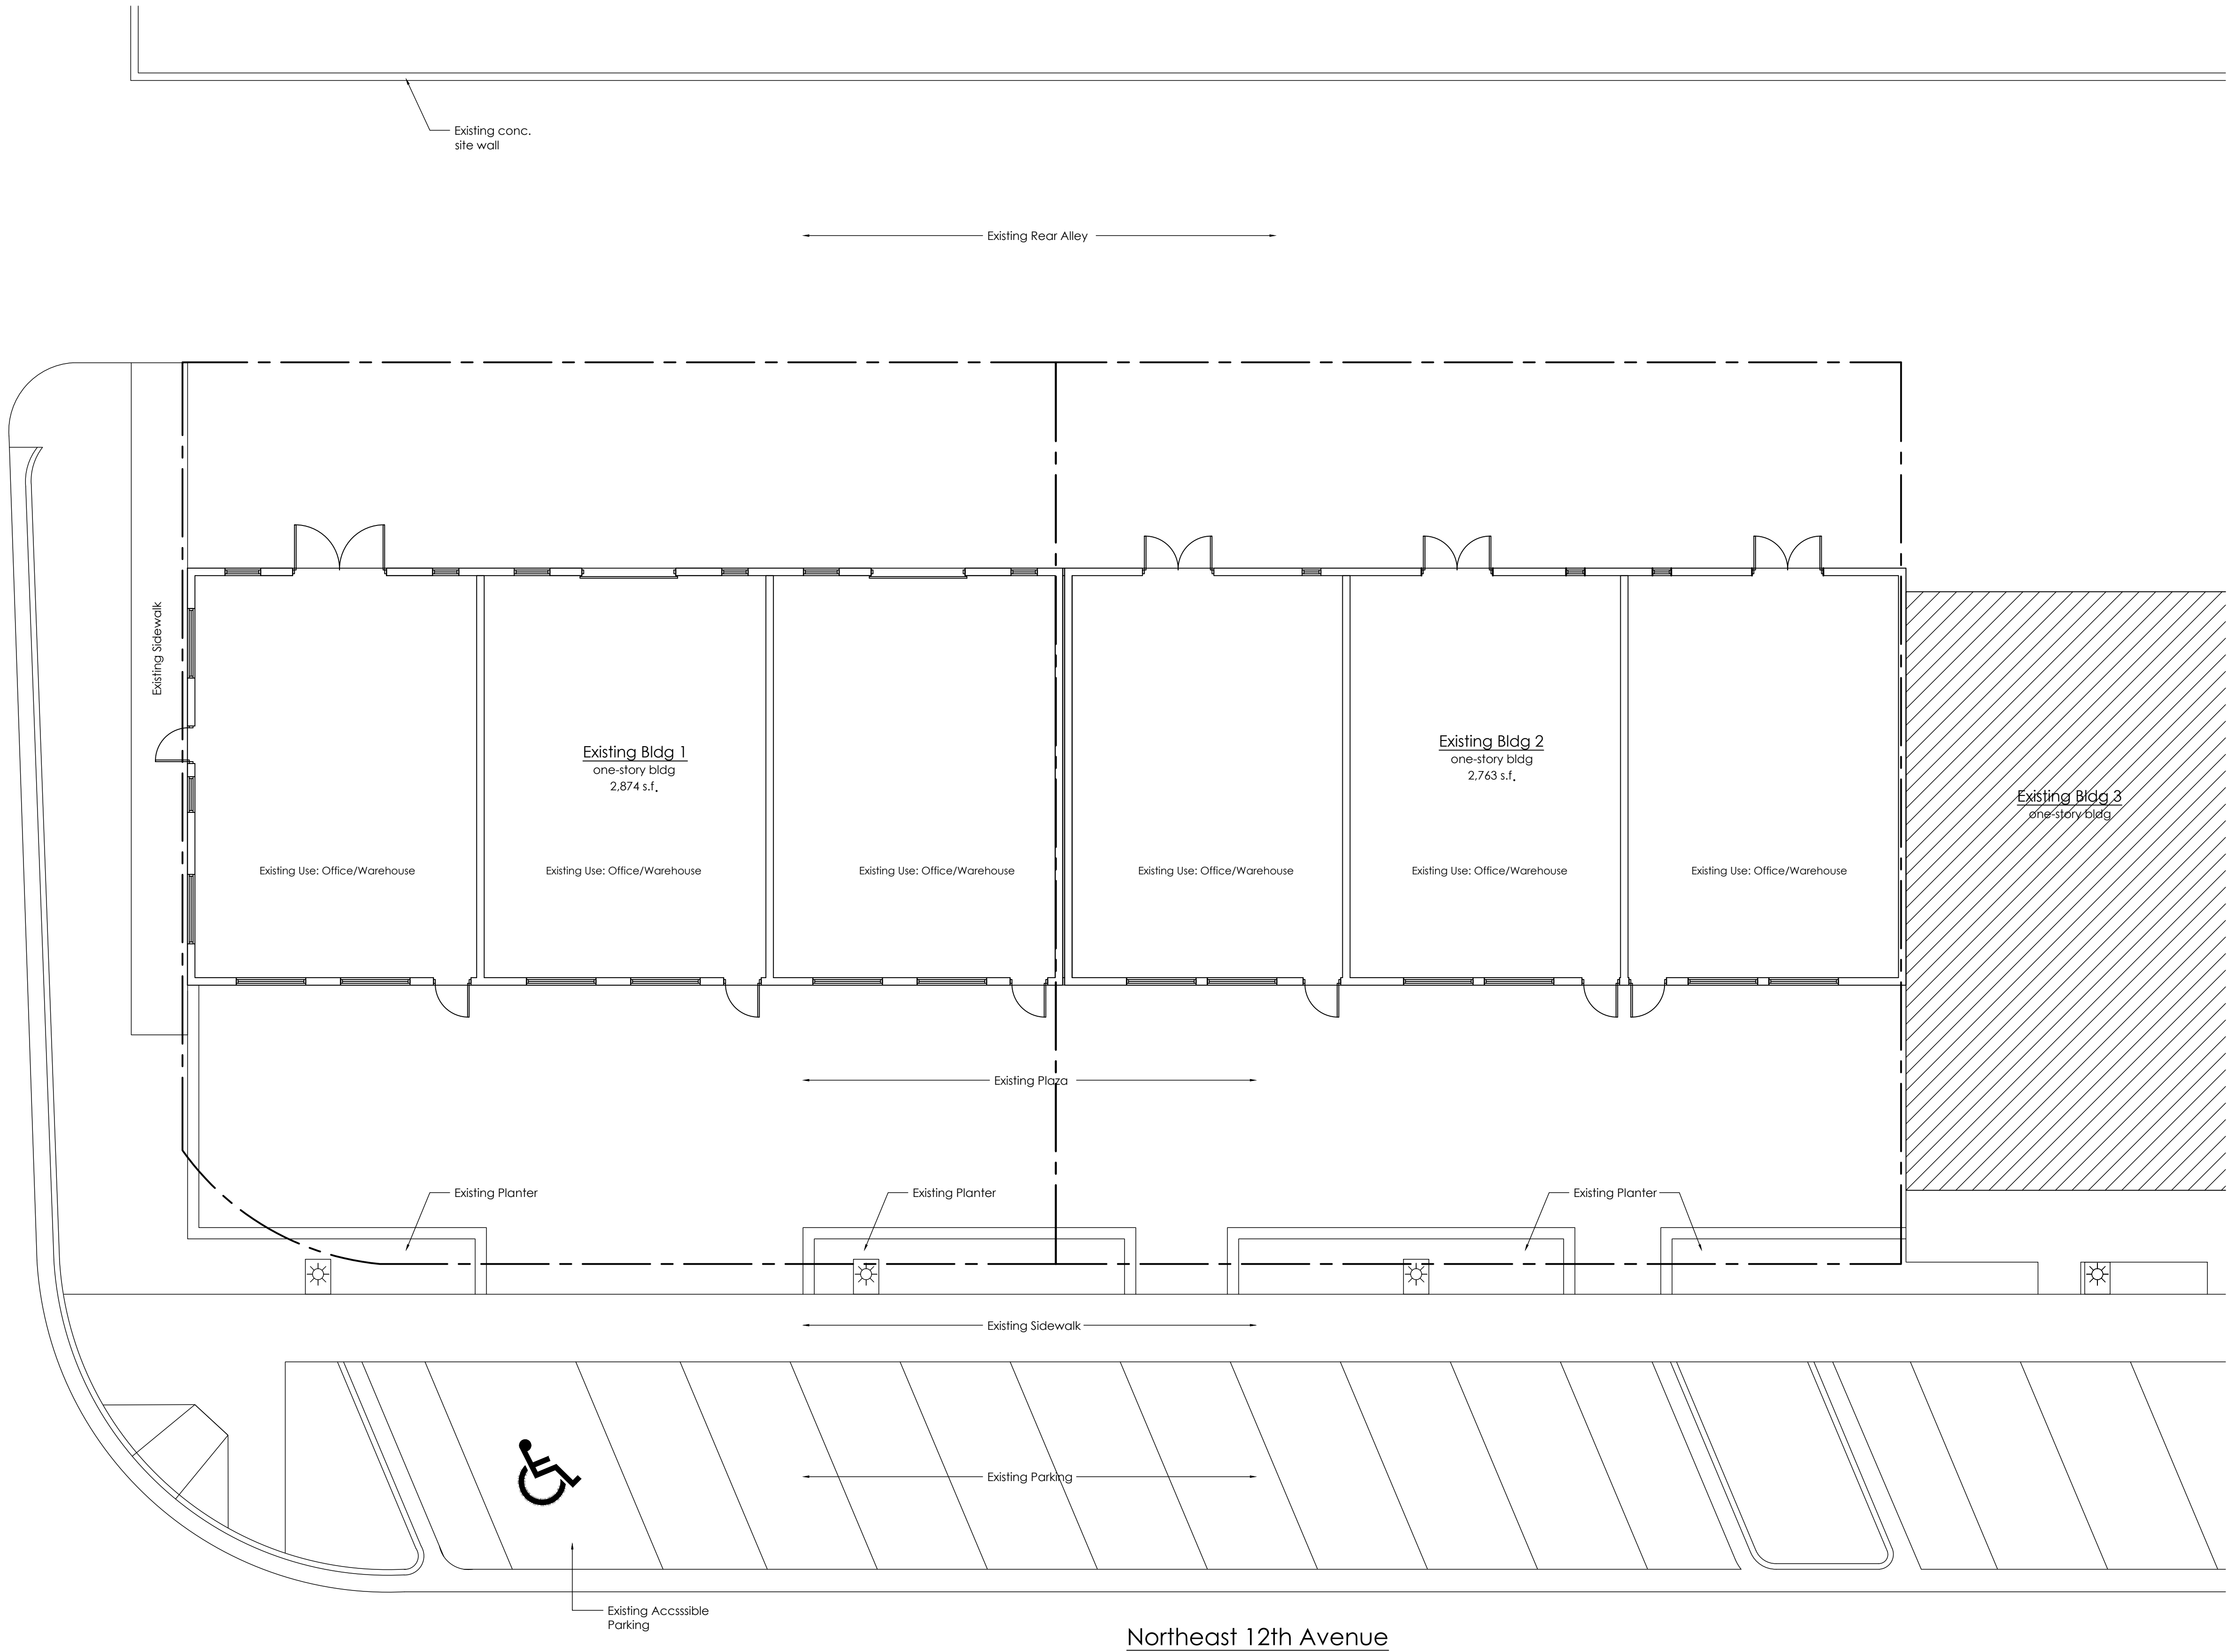 Existing conc.
site wall
Existing Rear Alley
Existing Sidewalk
Existing Bldg 1
one-story bldg
2,874 s.f.
Existing Bldg 2
one-story bldg
2,763 s.f.
Existing Bldg 3
one-story bldg
Existing Use: Office/Warehouse
Existing Use: Office/Warehouse
Existing Use: Office/Warehouse
Existing Use: Office/Warehouse
Existing Use: Office/Warehouse
Existing Use: Office/Warehouse
Existing Plaza
Existing Planter
Existing Planter
Existing Planter
Existing Sidewalk
Existing Parking
Existing Accsssible
Parking
Northeast 12th Avenue